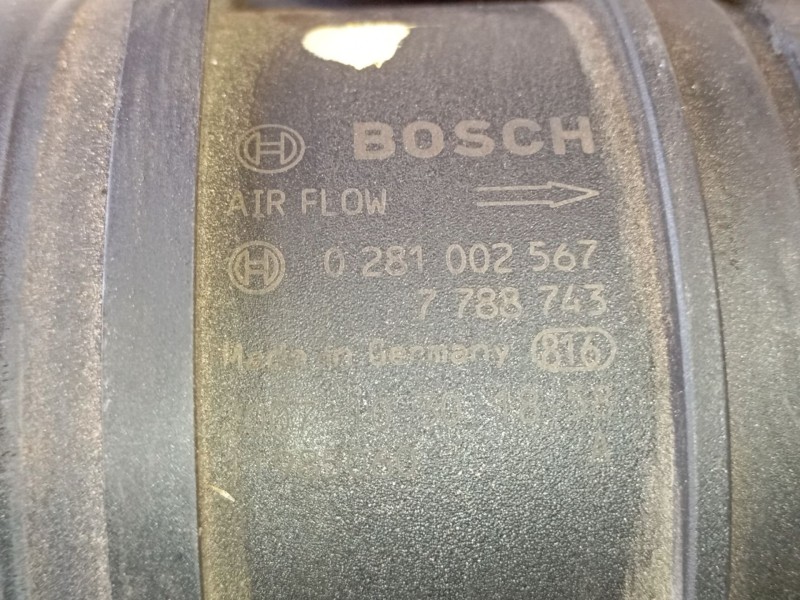 BOSCH
AIR FLOW
0 281 002 567
7 788 743
Made in Germany 816